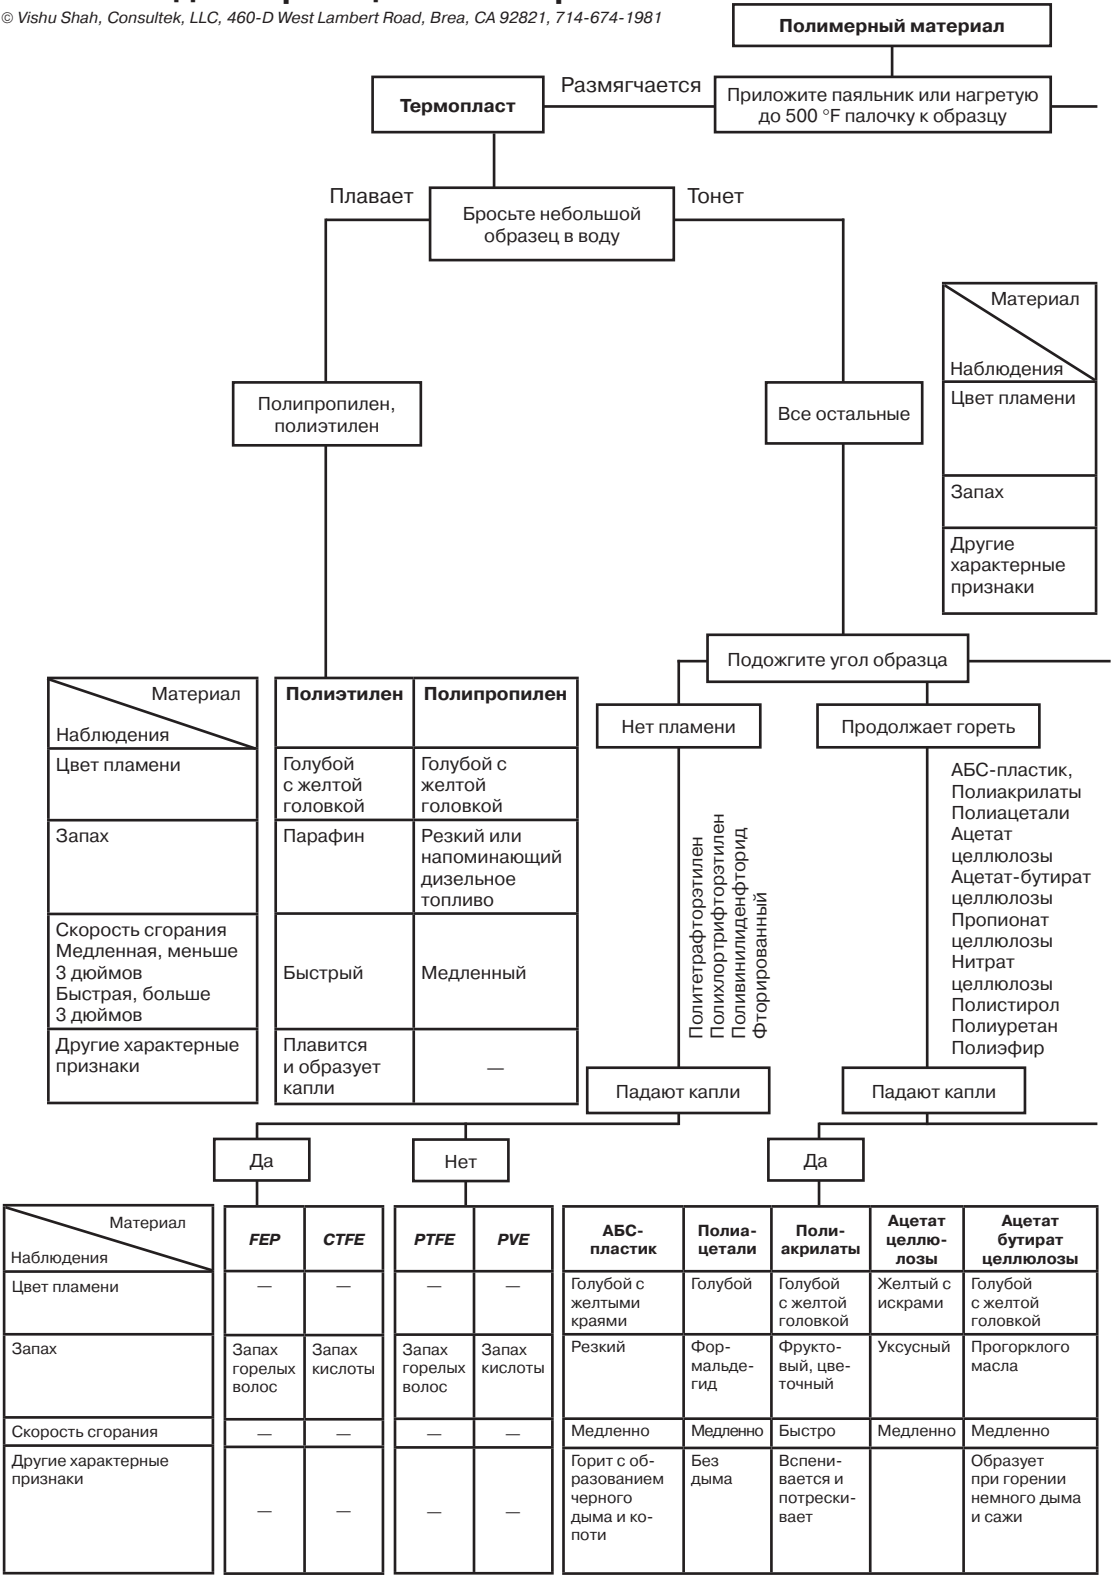 © Vishu Shah, Consultek, LLC, 460-D West Lambert Road, Brea, CA 92821, 714-674-1981
Полимерный материал
Термопласт
Размягчается
Приложите паяльник или нагретую
до 500 °F палочку к образцу
Плавает
Бросьте небольшой
образец в воду
Тонет
Материал
Наблюдения
Цвет пламени
Запах
Другие
характерные
признаки
Полипропилен,
полиэтилен
Все остальные
Подожгите угол образца
Материал
Наблюдения
Полиэтилен
Полипропилен
Цвет пламени
Голубой
с желтой
головкой
Голубой с
желтой
головкой
Запах
Парафин
Резкий или
напоминающий
дизельное
топливо
Скорость сгорания
Медленная, меньше
3 дюймов
Быстрая, больше
3 дюймов
Быстрый
Медленный
Другие характерные
признаки
Плавится
и образует
капли
—
Нет пламени
Продолжает гореть
Политетрафторэтилен
Полихлортрифторэтилен
Поливинилиденфторид
Фторированный
АБС-пластик,
Полиакрилаты
Полиацетали
Ацетат
целлюлозы
Ацетат-бутират
целлюлозы
Пропионат
целлюлозы
Нитрат
целлюлозы
Полистирол
Полиуретан
Полиэфир
Падают капли
Падают капли
Да
Нет
Да
Материал
Наблюдения
FEP
CTFE
PTFE
PVE
АБС-
пластик
Полиа-
цетали
Поли-
акрилаты
Ацетат
целлю-
лозы
Ацетат
бутират
целлюлозы
Цвет пламени
—
—
—
—
Голубой с
желтыми
краями
Голубой
Голубой
с желтой
головкой
Желтый с
искрами
Голубой
с желтой
головкой
Запах
Запах
горелых
волос
Запах
кислоты
Запах
горелых
волос
Запах
кислоты
Резкий
Фор-
мальде-
гид
Фрукто-
вый, цве-
точный
Уксусный
Прогорклого
масла
Скорость сгорания
—
—
—
—
Медленно
Медленно
Быстро
Медленно
Медленно
Другие характерные
признаки
—
—
—
—
Горит с об-
разованием
черного
дыма и ко-
поти
Без
дыма
Вспени-
вается и
потрески-
вает
Образует
при горении
немного дыма
и сажи